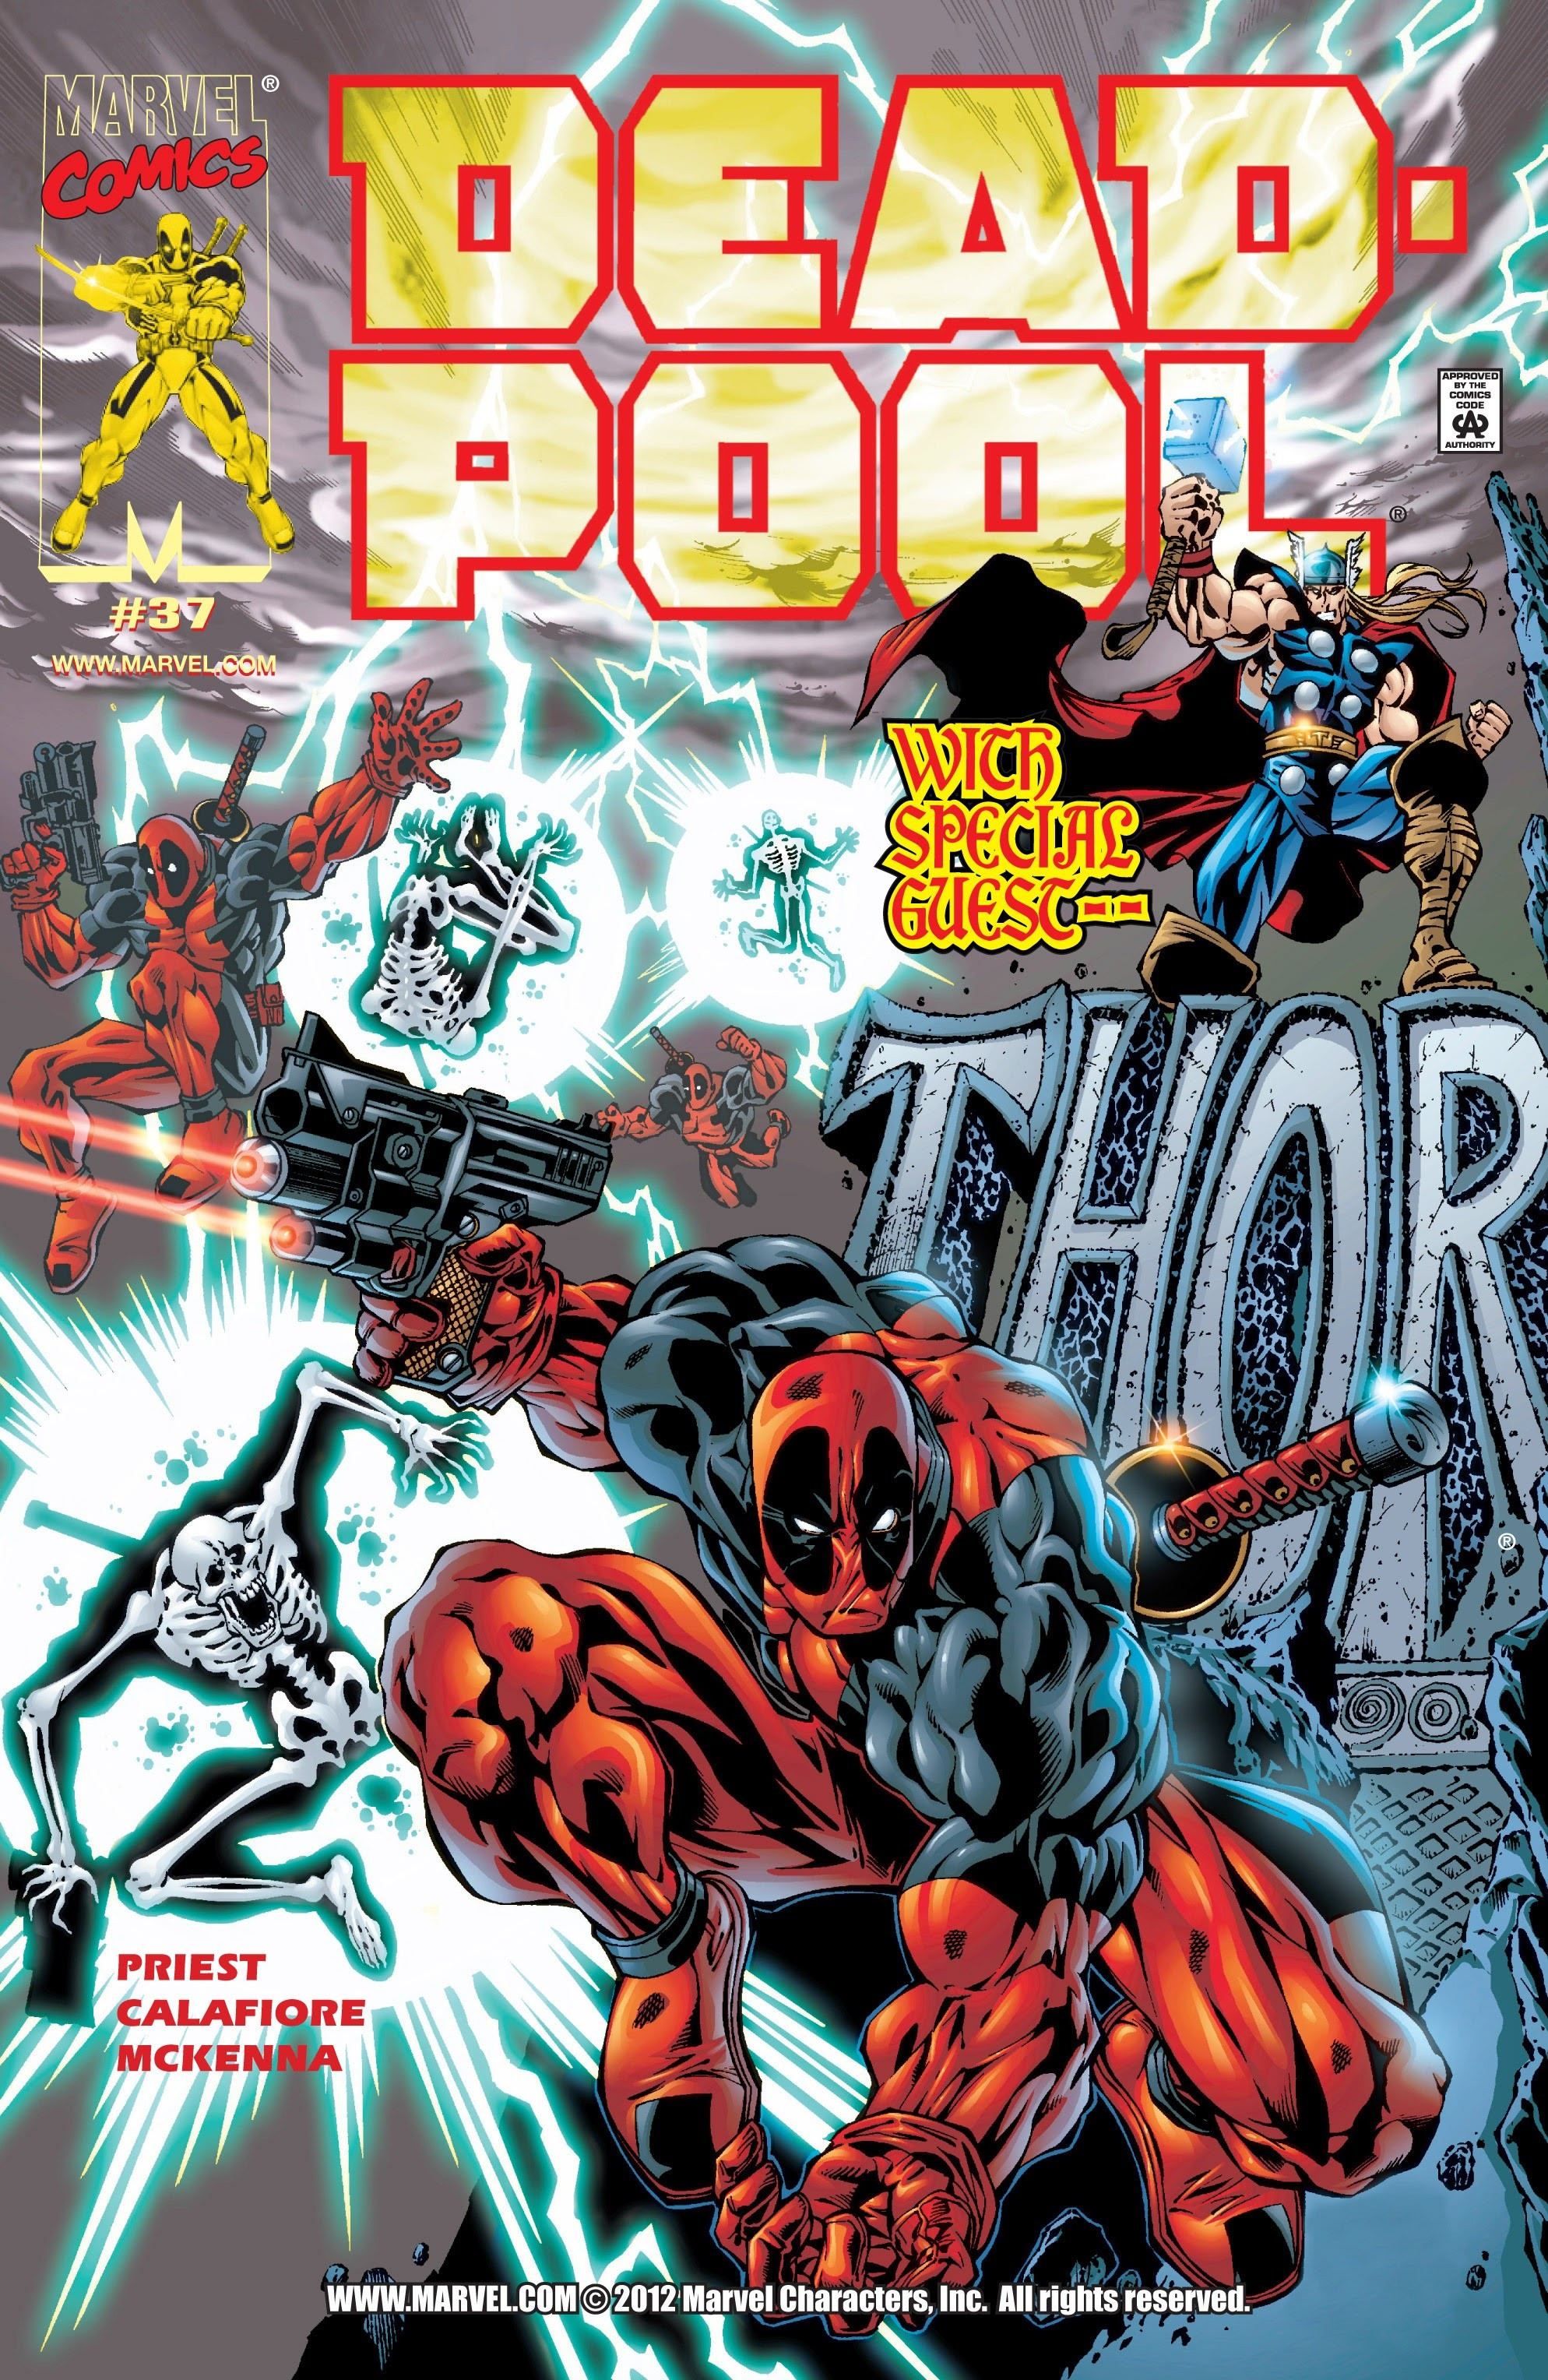 MARVEL®
COMICS
#37
WWW.MARVEL.COM
DEAD-
POOL®
APPROVED
BY THE
COMICS
CODE
CA
AUTHORITY
WITH
SPECIAL
GUEST--
THOR®
PRIEST
CALAFIORE
MCKENNA
WWW.MARVEL.COM © 2012 Marvel Characters, Inc. All rights reserved.